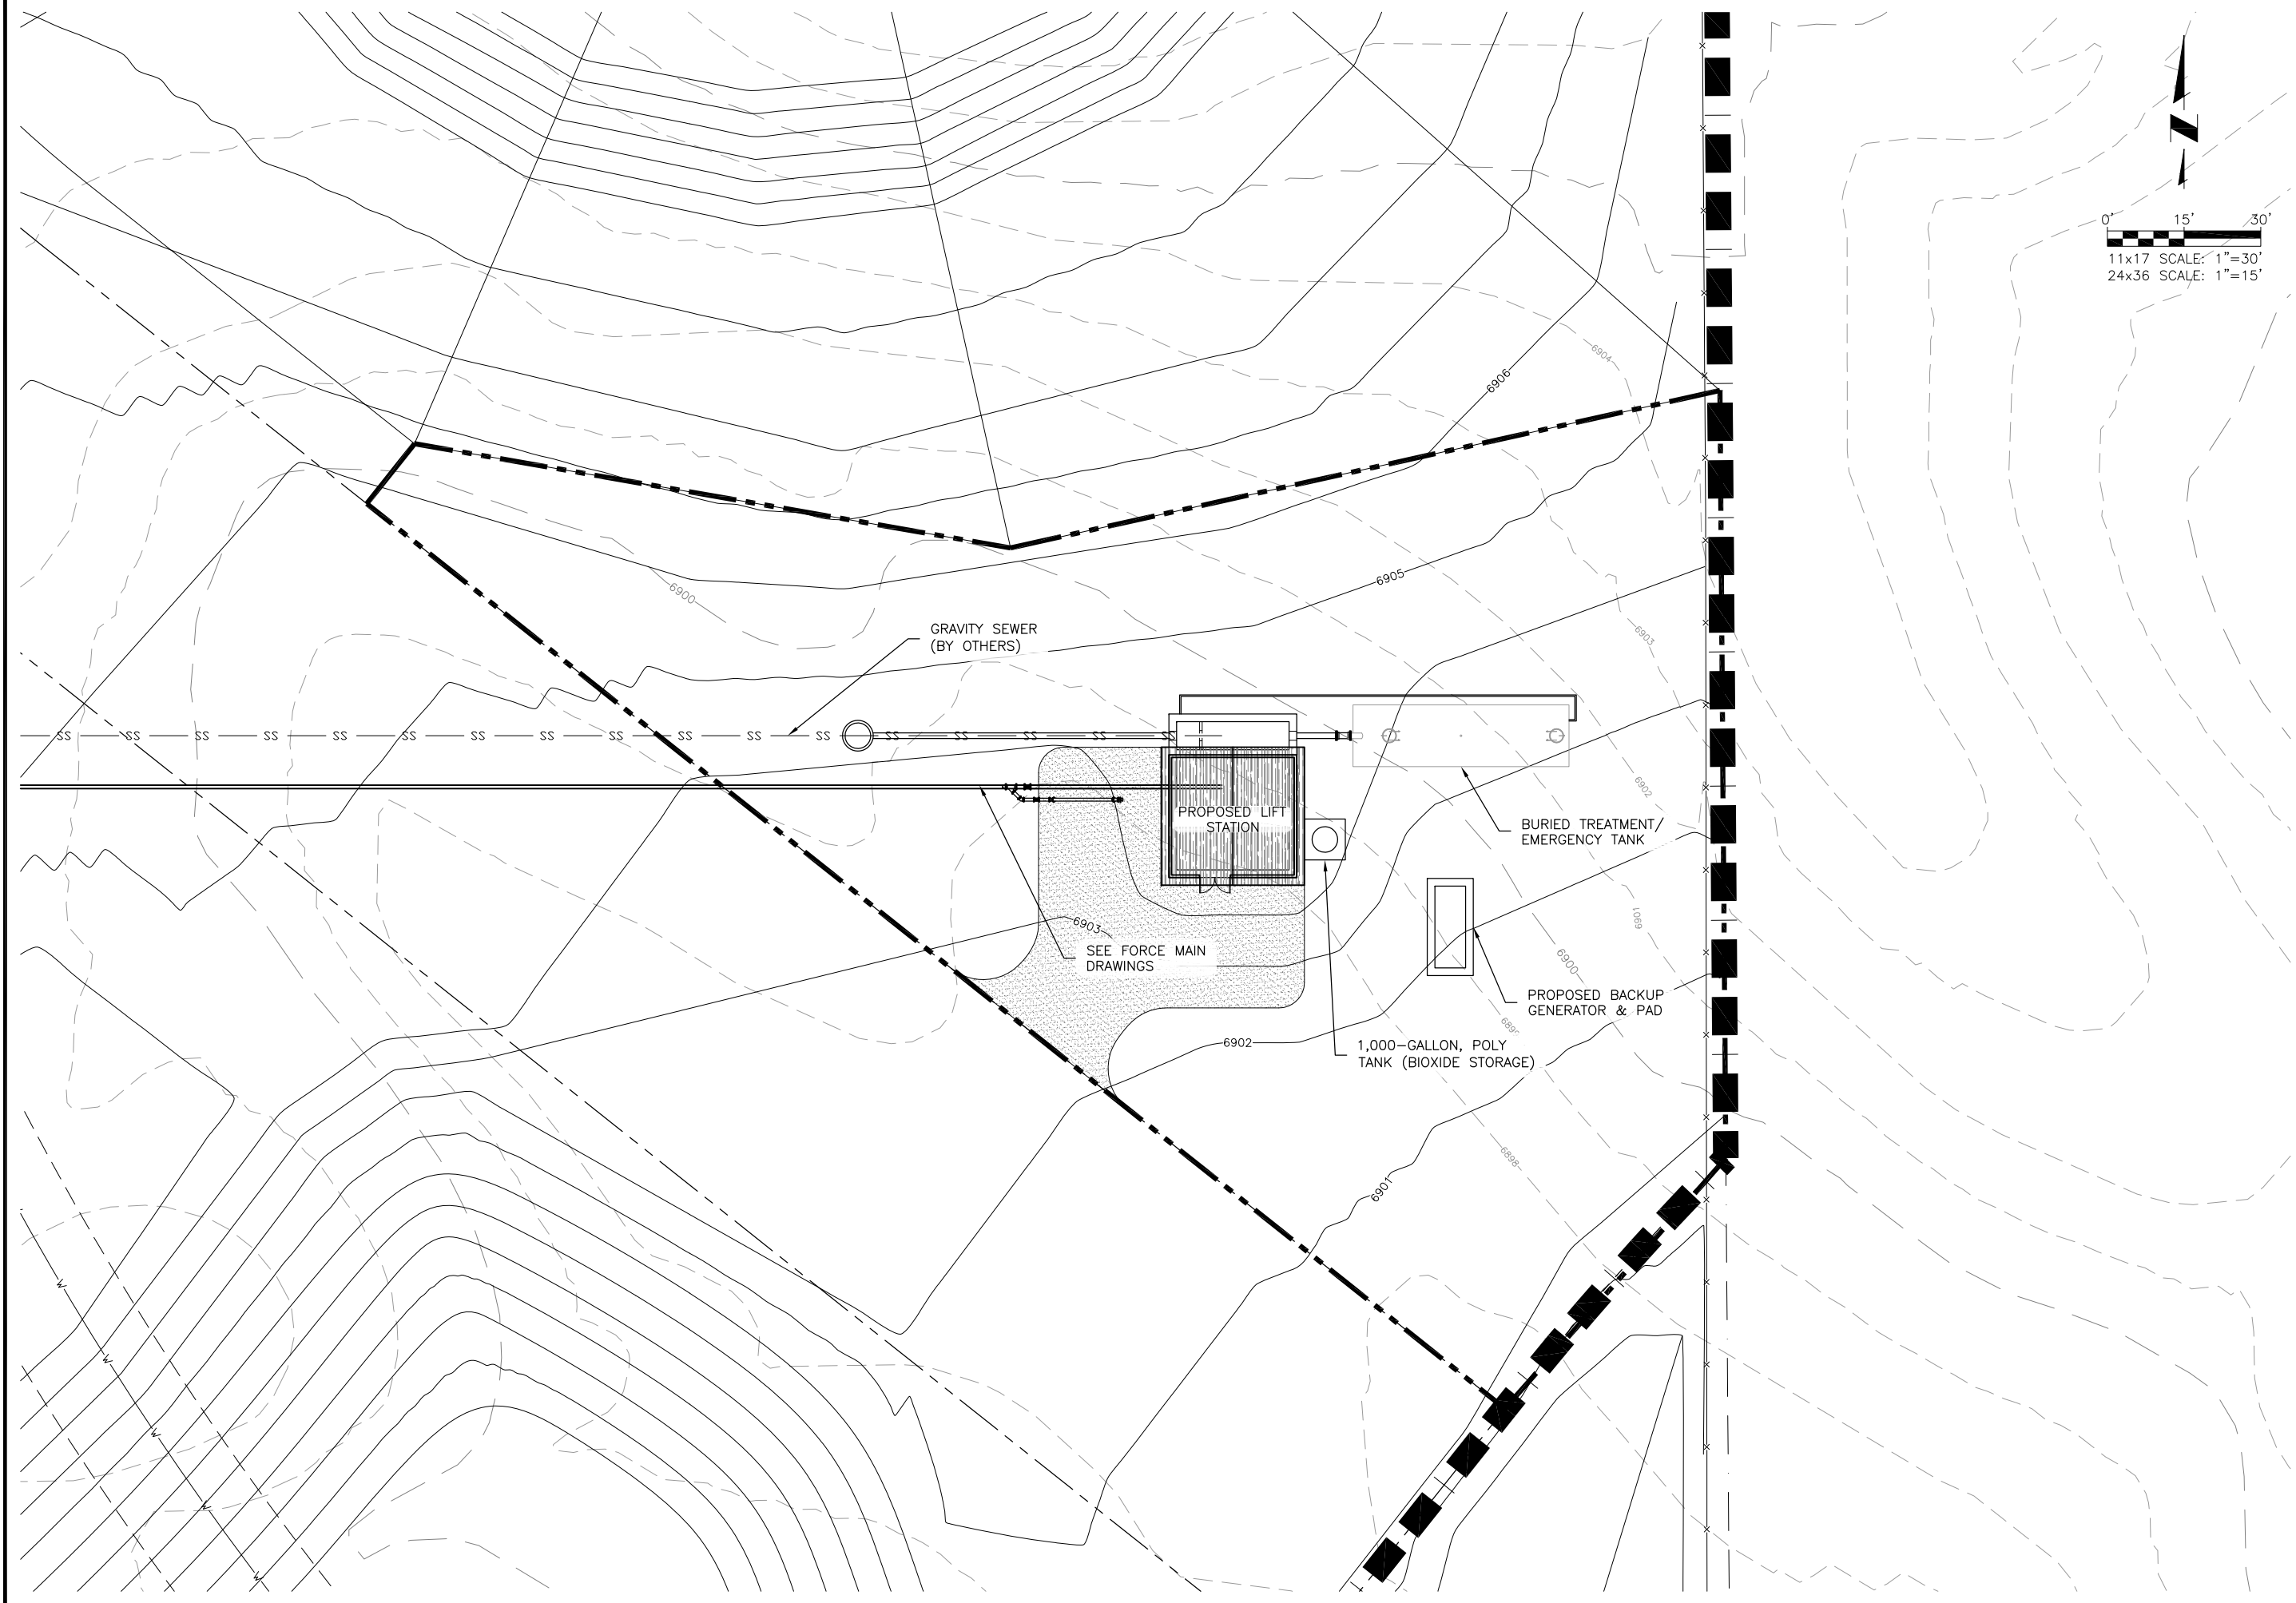 N
0' 15' 30'
11x17 SCALE: 1"=30'
24x36 SCALE: 1"=15'
6904
6906
6905
6900
GRAVITY SEWER
(BY OTHERS)
6903
SS SS SS SS SS SS SS SS SS SS SS SS SS SS SS SS SS
6902
PROPOSED LIFT
STATION
BURIED TREATMENT/
EMERGENCY TANK
6903
6901
SEE FORCE MAIN
DRAWINGS
6900
PROPOSED BACKUP
GENERATOR & PAD
6902
1,000-GALLON, POLY
TANK (BIOXIDE STORAGE)
6898
6901
W
W
W
W
W